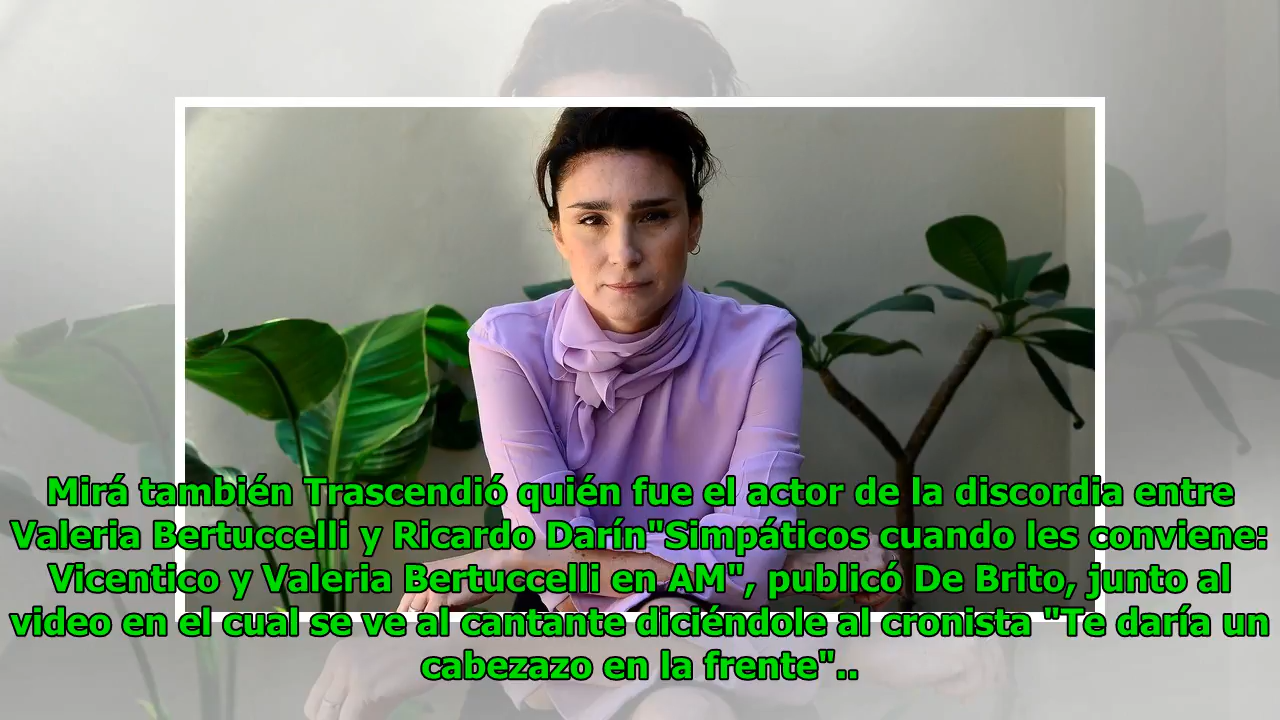 Mirá también Trascendió quién fue el actor de la discordia entre
Valeria Bertuccelli y Ricardo Darín"Simpáticos cuando les conviene:
Vicentico y Valeria Bertuccelli en AM", publicó De Brito, junto al
video en el cual se ve al cantante diciéndole al cronista "Te daría un
cabezazo en la frente"..